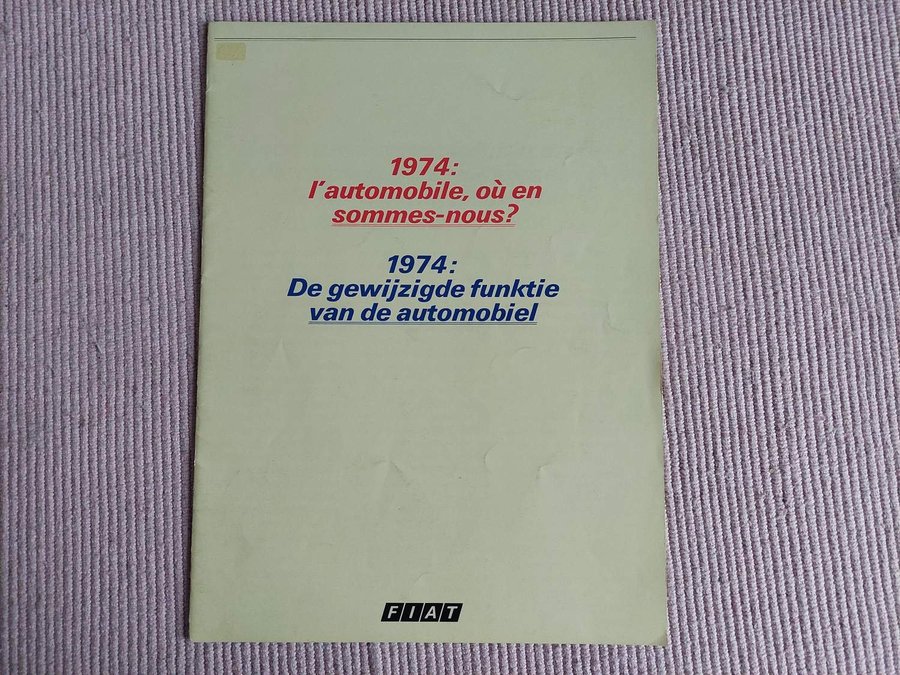 1974:
l'automobile, où en
sommes-nous?
1974:
De gewijzigde funktie
van de automobiel
FIAT